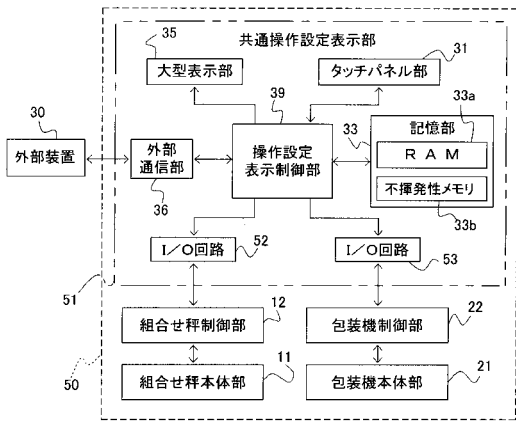 35
共通操作設定表示部
31
大型表示部
タッチパネル部
39
33a
30
33
記憶部
外部装置
外部
通信部
操作設定
表示制御部
RAM
36
不揮発性メモリ
33b
I/O回路
52
I/O回路
53
51
12
22
組合せ秤制御部
包装機制御部
50
11
21
組合せ秤本体部
包装機本体部